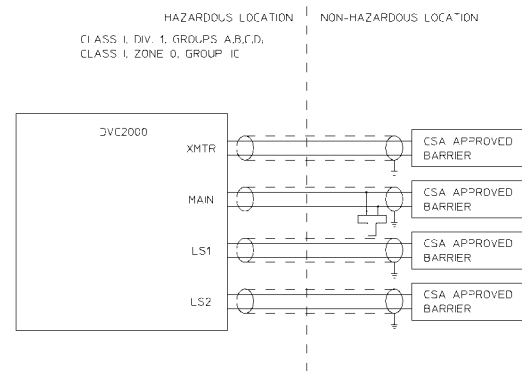 HAZARDOUS LOCATION
NON-HAZARDOUS LOCATION
CLASS I, DIV. 1, GROUPS A,B,C,D;
CLASS I, ZONE 0, GROUP IC
DVC2000
XMTR
CSA APPROVED
BARRIER
MAIN
CSA APPROVED
BARRIER
LS1
CSA APPROVED
BARRIER
LS2
CSA APPROVED
BARRIER